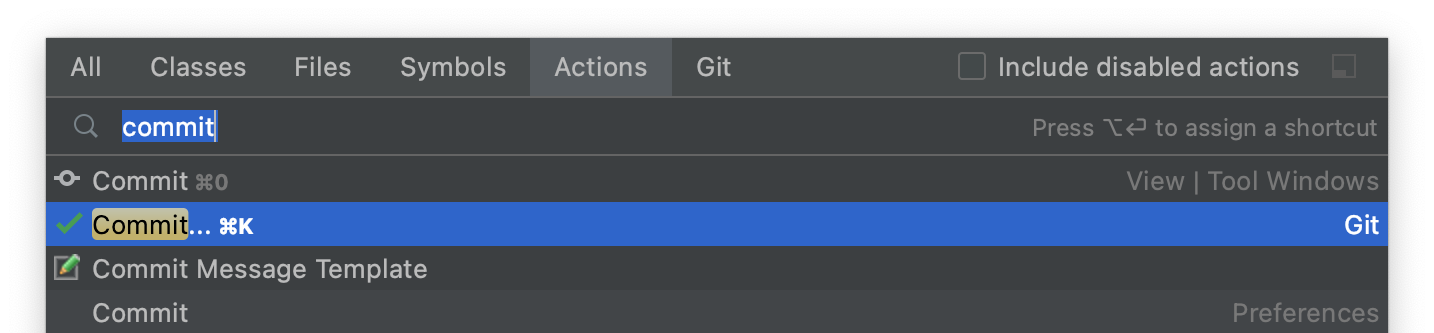 All Classes Files Symbols Actions Git Include disabled actions
commit Press ⌥⏎ to assign a shortcut
Commit ⌘0 View | Tool Windows
Commit... ⌘K Git
Commit Message Template
Commit Preferences